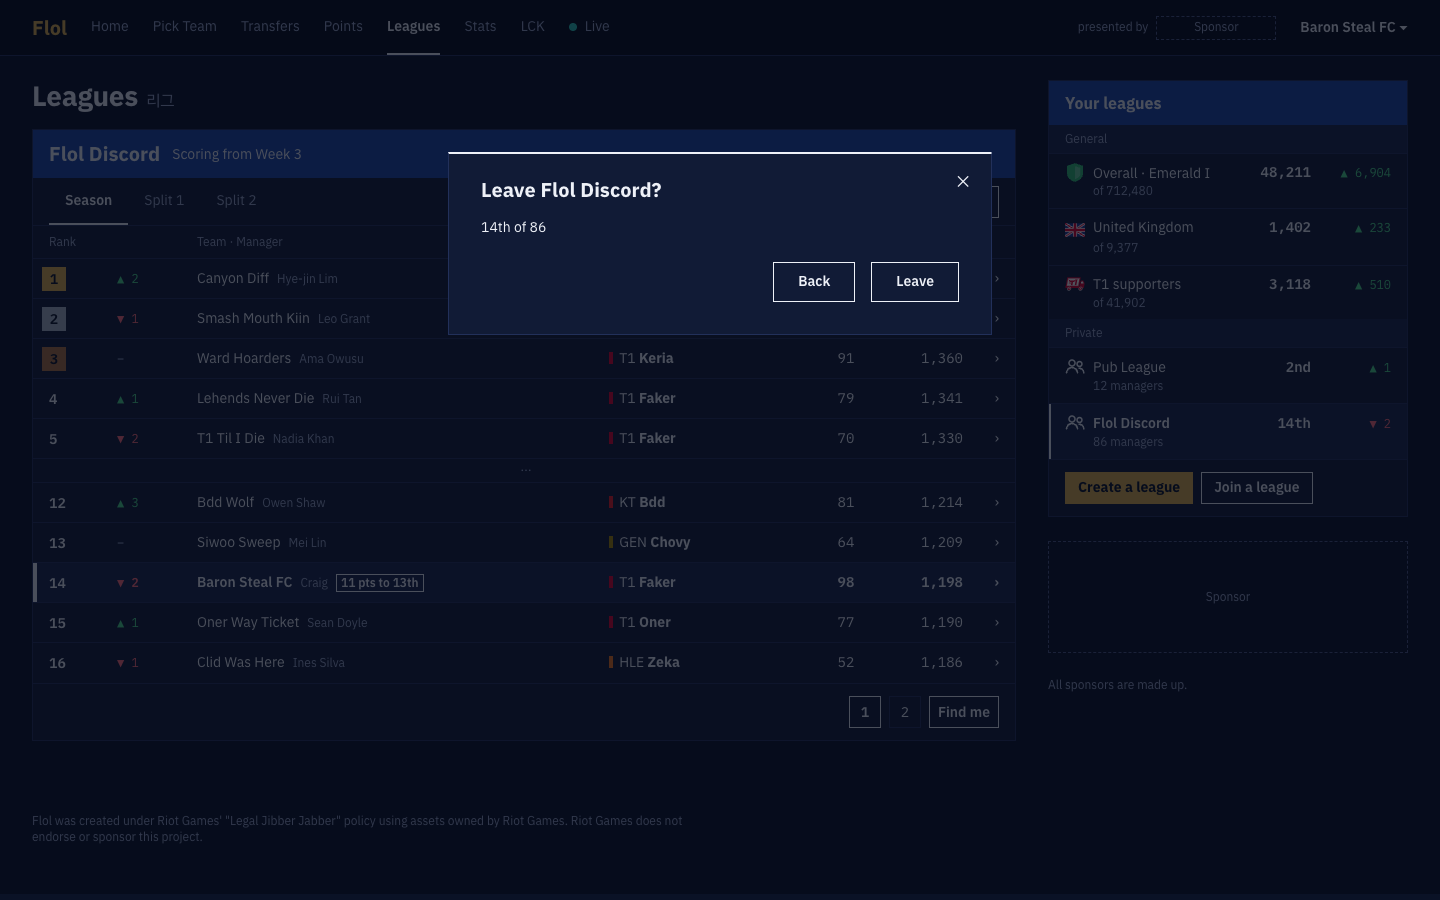 Flol Home Pick Team Transfers Points Leagues Stats LCK Live presented by Sponsor Baron Steal FC
Leagues 리그
Flol Discord Scoring from Week 3
Season Split 1 Split 2
Rank Team · Manager
1 ▲ 2 Canyon Diff Hye-jin Lim ›
2 ▼ 1 Smash Mouth Kiin Leo Grant ›
3 – Ward Hoarders Ama Owusu T1 Keria 91 1,360 ›
4 ▲ 1 Lehends Never Die Rui Tan T1 Faker 79 1,341 ›
5 ▼ 2 T1 Til I Die Nadia Khan T1 Faker 70 1,330 ›
...
12 ▲ 3 Bdd Wolf Owen Shaw KT Bdd 81 1,214 ›
13 – Siwoo Sweep Mei Lin GEN Chovy 64 1,209 ›
14 ▼ 2 Baron Steal FC Craig 11 pts to 13th T1 Faker 98 1,198 ›
15 ▲ 1 Oner Way Ticket Sean Doyle T1 Oner 77 1,190 ›
16 ▼ 1 Clid Was Here Ines Silva HLE Zeka 52 1,186 ›
1 2 Find me
Leave Flol Discord?
14th of 86
Back Leave
Your leagues
General
Overall · Emerald I 48,211 ▲ 6,904
of 712,480
United Kingdom 1,402 ▲ 233
of 9,377
T1 supporters 3,118 ▲ 510
of 41,902
Private
Pub League 2nd ▲ 1
12 managers
Flol Discord 14th ▼ 2
86 managers
Create a league Join a league
Sponsor
All sponsors are made up.
Flol was created under Riot Games' "Legal Jibber Jabber" policy using assets owned by Riot Games. Riot Games does not
endorse or sponsor this project.